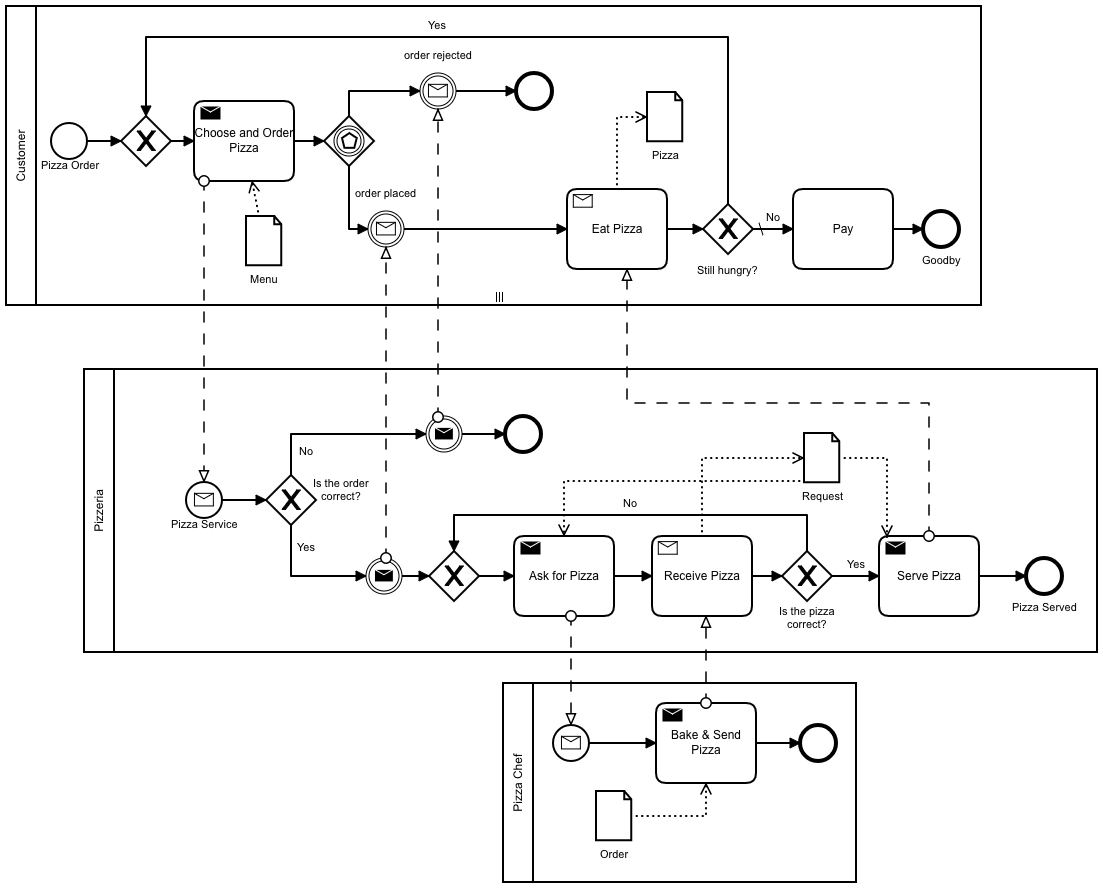 Yes
order rejected
Customer
Pizza Order
Choose and Order
Pizza
Menu
order placed
Pizza
Eat Pizza
Still hungry?
No
Pay
Goodby
Pizzeria
Pizza Service
No
Is the order
correct?
Yes
Request
No
Ask for Pizza
Receive Pizza
Is the pizza
correct?
Yes
Serve Pizza
Pizza Served
Pizza Chef
Bake & Send
Pizza
Order